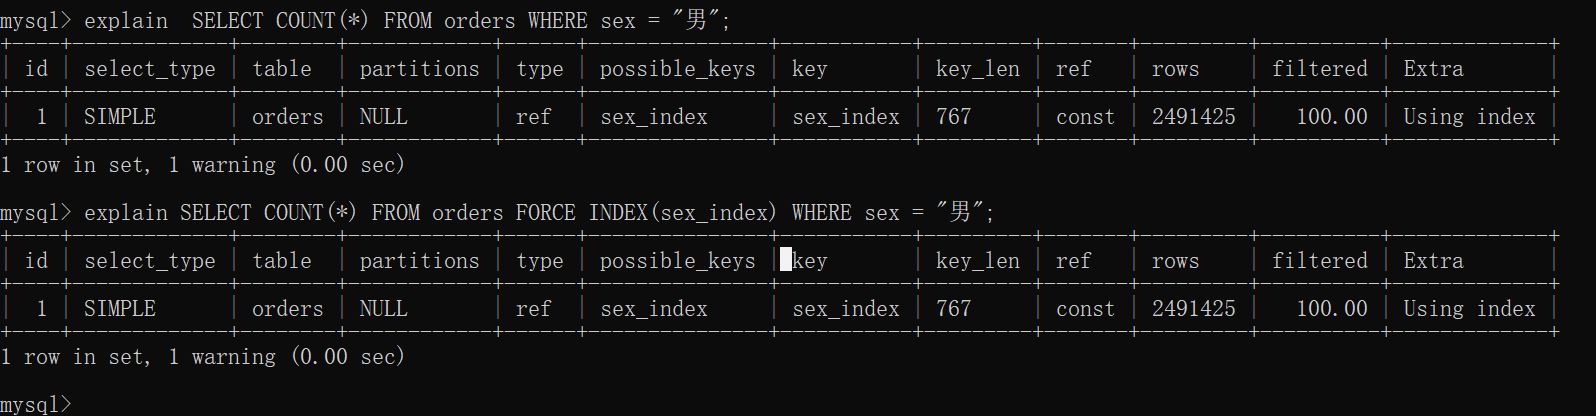 mysql> explain  SELECT COUNT(*) FROM orders WHERE sex = "男";
+----+-------------+--------+------------+------+---------------+-----------+---------+-------+---------+----------+-------------+
| id | select_type | table  | partitions | type | possible_keys | key       | key_len | ref   | rows    | filtered | Extra       |
+----+-------------+--------+------------+------+---------------+-----------+---------+-------+---------+----------+-------------+
|  1 | SIMPLE      | orders | NULL       | ref  | sex_index     | sex_index | 767     | const | 2491425 |   100.00 | Using index |
+----+-------------+--------+------------+------+---------------+-----------+---------+-------+---------+----------+-------------+
1 row in set, 1 warning (0.00 sec)
mysql> explain SELECT COUNT(*) FROM orders FORCE INDEX(sex_index) WHERE sex = "男";
+----+-------------+--------+------------+------+---------------+-----------+---------+-------+---------+----------+-------------+
| id | select_type | table  | partitions | type | possible_keys | key       | key_len | ref   | rows    | filtered | Extra       |
+----+-------------+--------+------------+------+---------------+-----------+---------+-------+---------+----------+-------------+
|  1 | SIMPLE      | orders | NULL       | ref  | sex_index     | sex_index | 767     | const | 2491425 |   100.00 | Using index |
+----+-------------+--------+------------+------+---------------+-----------+---------+-------+---------+----------+-------------+
1 row in set, 1 warning (0.00 sec)
mysql>